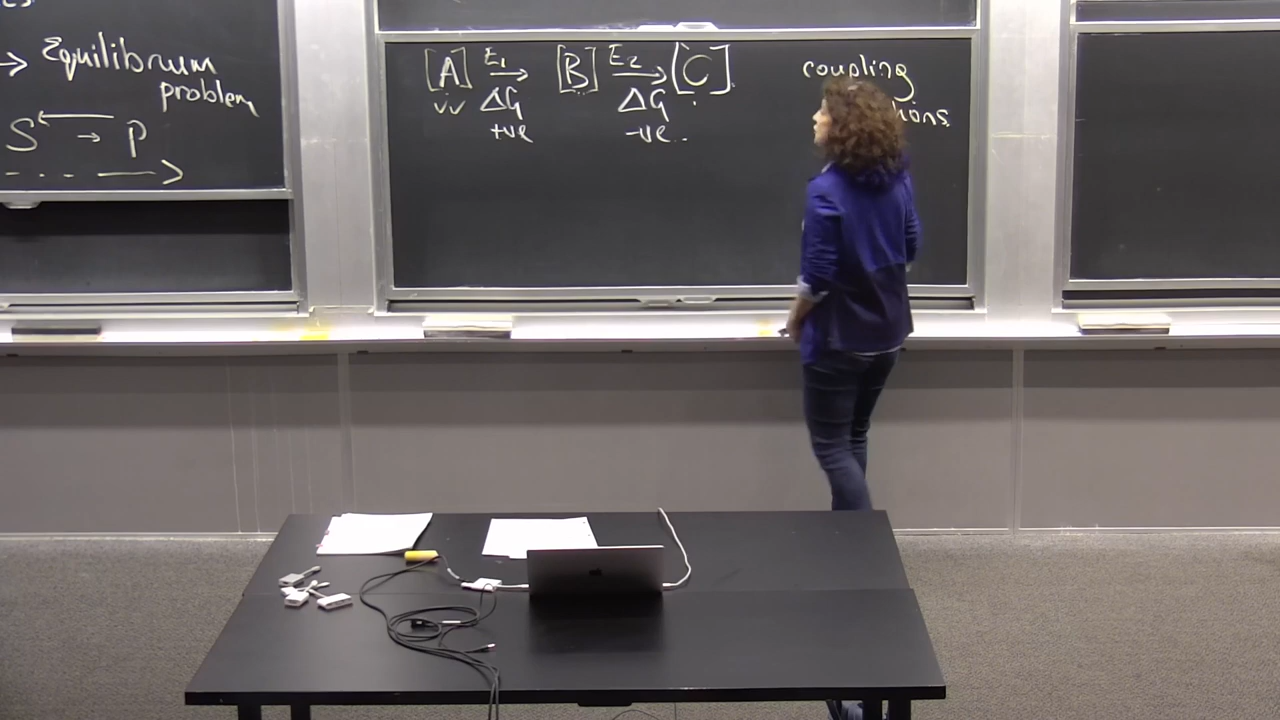 → Equilibrium
problem
S ← → P
- . . . ⟶
[A] E₁ → [B] E₂ → [C]
ΔG ΔG
+ve -ve..
coupling